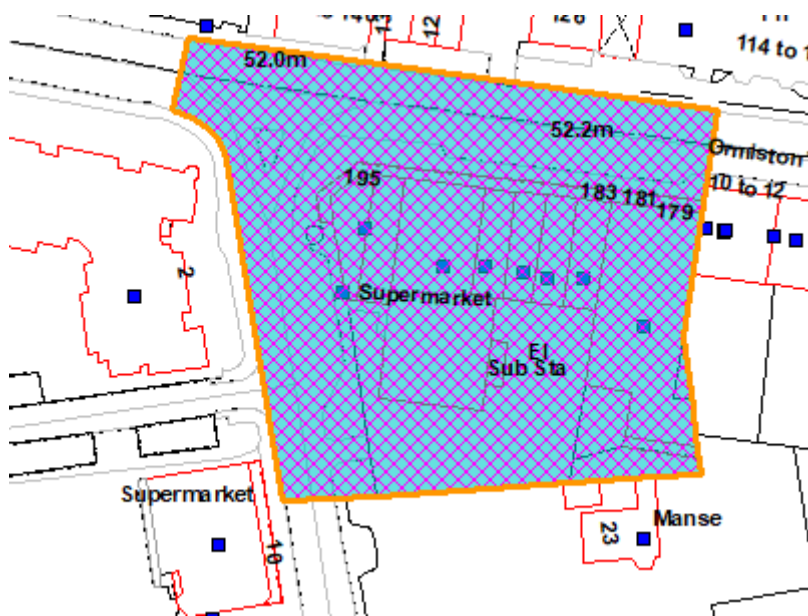 12
114 to 1
52.0m
52.2m
Ormiston
10 to 12
195
183
181
179
2
Supermarket
El
Sub Sta
Supermarket
10
23
Manse